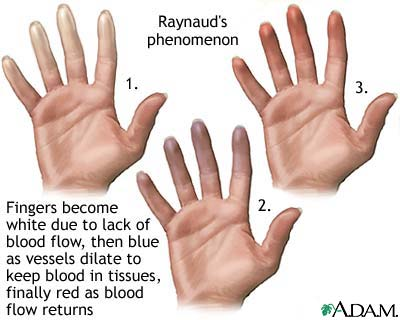 Raynaud's
phenomenon
1.
3.
2.
Fingers become
white due to lack of
blood flow, then blue
as vessels dilate to
keep blood in tissues,
finally red as blood
flow returns
A.D.A.M.